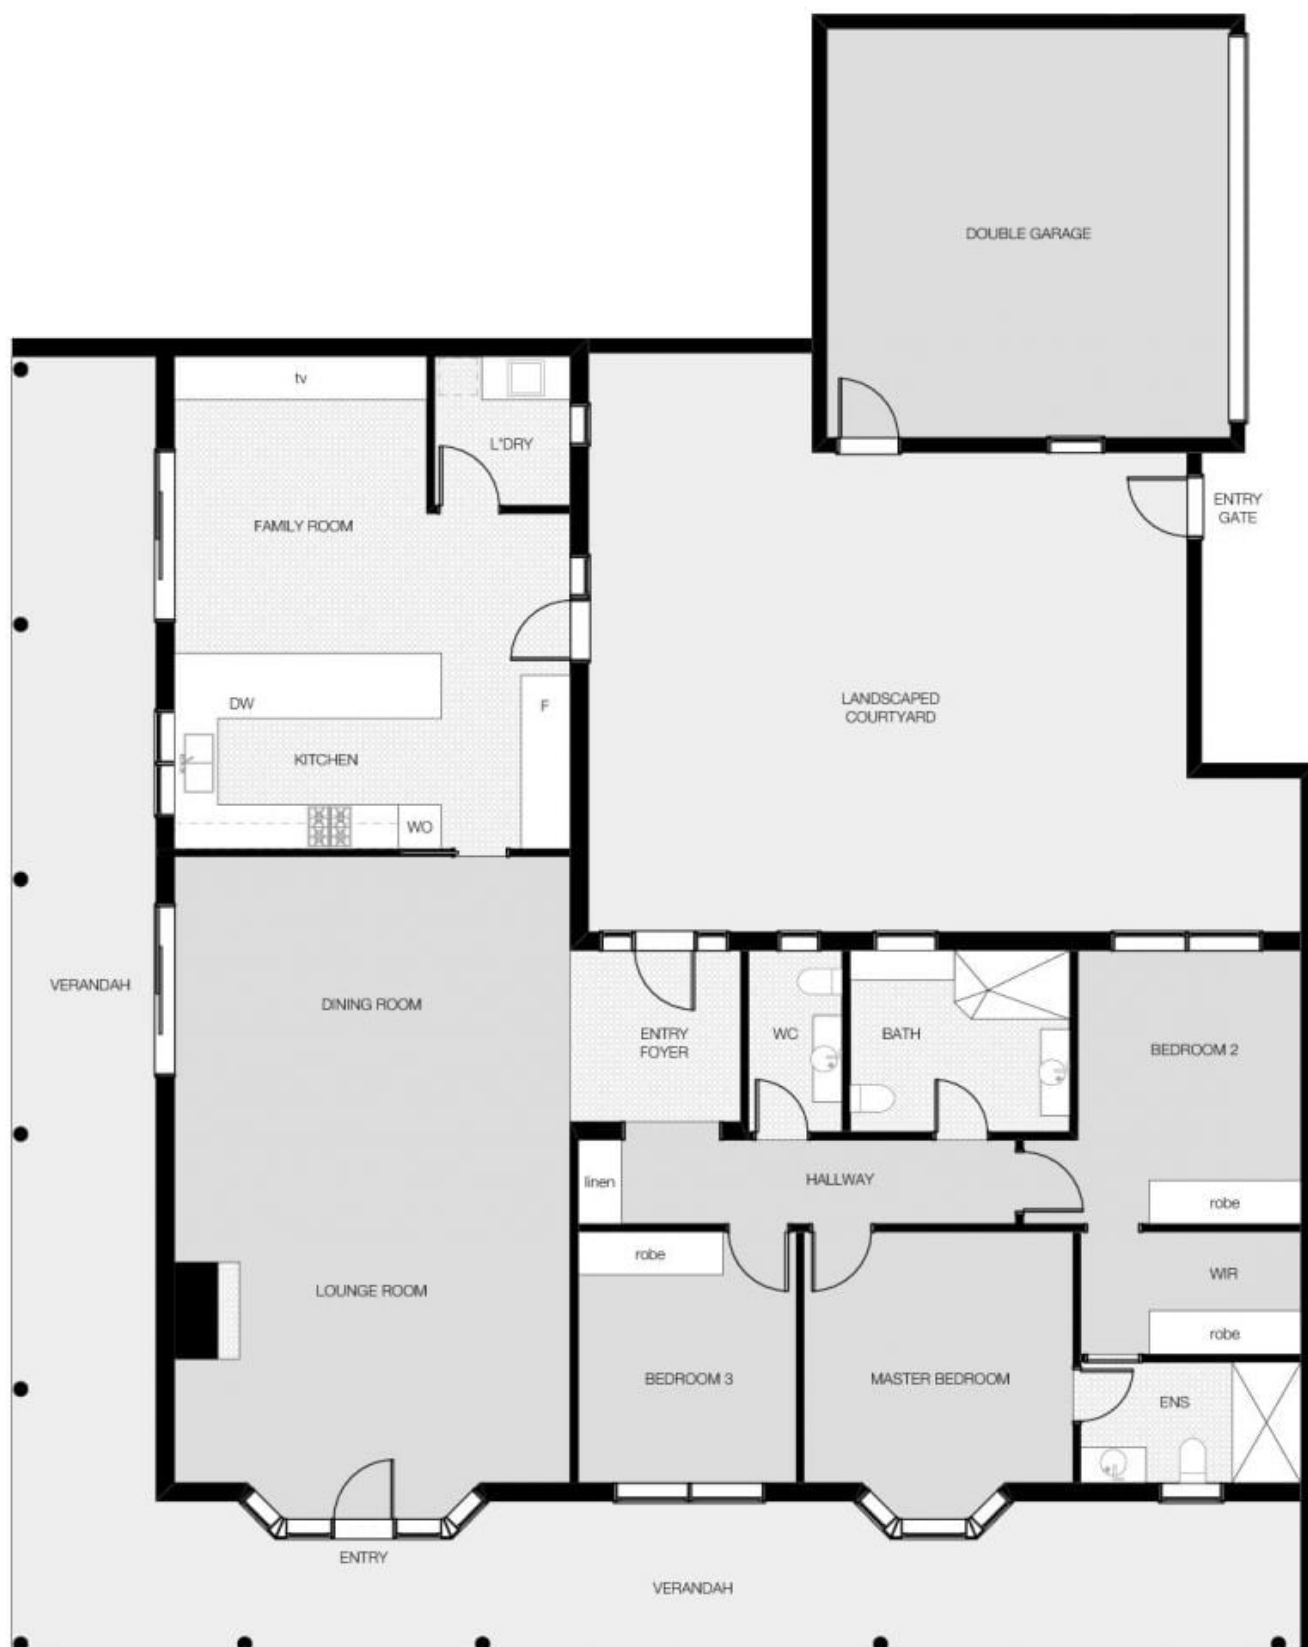 DOUBLE GARAGE
tv
L"DRY
ENTRY
GATE
FAMILY ROOM
DW
F
LANDSCAPED
COURTYARD
KITCHEN
WO
VERANDAH
DINING ROOM
ENTRY
FOYER
WC
BATH
BEDROOM 2
linen
HALLWAY
robe
robe
WIR
LOUNGE ROOM
robe
BEDROOM 3
MASTER BEDROOM
ENS
ENTRY
VERANDAH